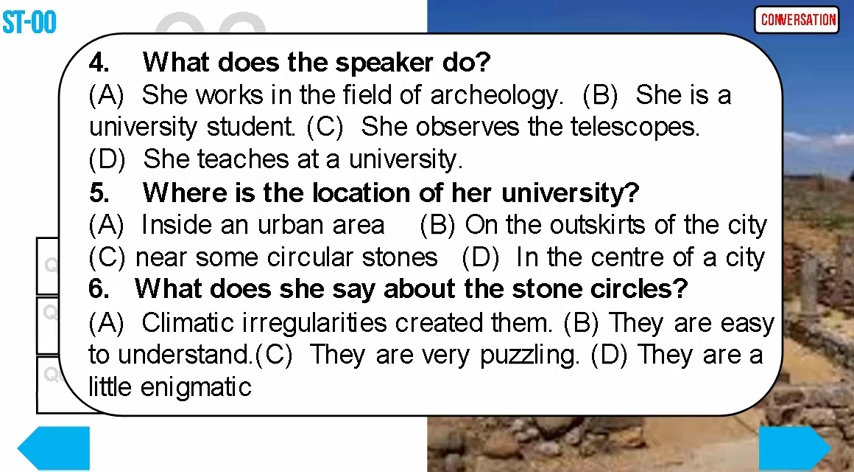 ST-00
CONVERSATION
4. What does the speaker do?
(A) She works in the field of archeology. (B) She is a
university student. (C) She observes the telescopes.
(D) She teaches at a university.
5. Where is the location of her university?
(A) Inside an urban area (B) On the outskirts of the city
(C) near some circular stones (D) In the centre of a city
6. What does she say about the stone circles?
(A) Climatic irregularities created them. (B) They are easy
to understand.(C) They are very puzzling. (D) They are a
little enigmatic